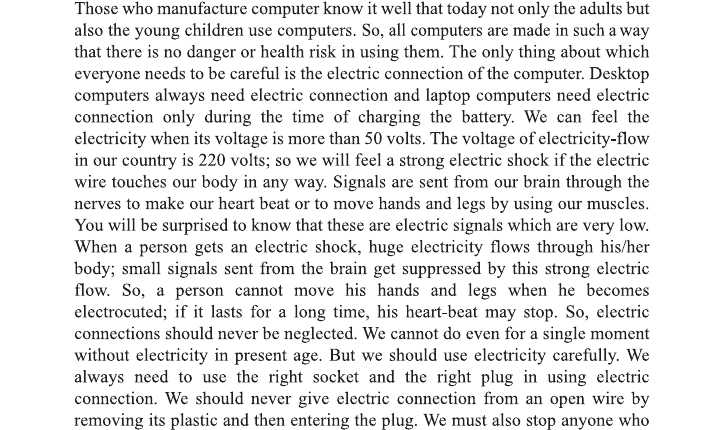 Those who manufacture computer know it well that today not only the adults but
also the young children use computers. So, all computers are made in such a way
that there is no danger or health risk in using them. The only thing about which
everyone needs to be careful is the electric connection of the computer. Desktop
computers always need electric connection and laptop computers need electric
connection only during the time of charging the battery. We can feel the
electricity when its voltage is more than 50 volts. The voltage of electricity-flow
in our country is 220 volts; so we will feel a strong electric shock if the electric
wire touches our body in any way. Signals are sent from our brain through the
nerves to make our heart beat or to move hands and legs by using our muscles.
You will be surprised to know that these are electric signals which are very low.
When a person gets an electric shock, huge electricity flows through his/her
body; small signals sent from the brain get suppressed by this strong electric
flow. So, a person cannot move his hands and legs when he becomes
electrocuted; if it lasts for a long time, his heart-beat may stop. So, electric
connections should never be neglected. We cannot do even for a single moment
without electricity in present age. But we should use electricity carefully. We
always need to use the right socket and the right plug in using electric
connection. We should never give electric connection from an open wire by
removing its plastic and then entering the plug. We must also stop anyone who